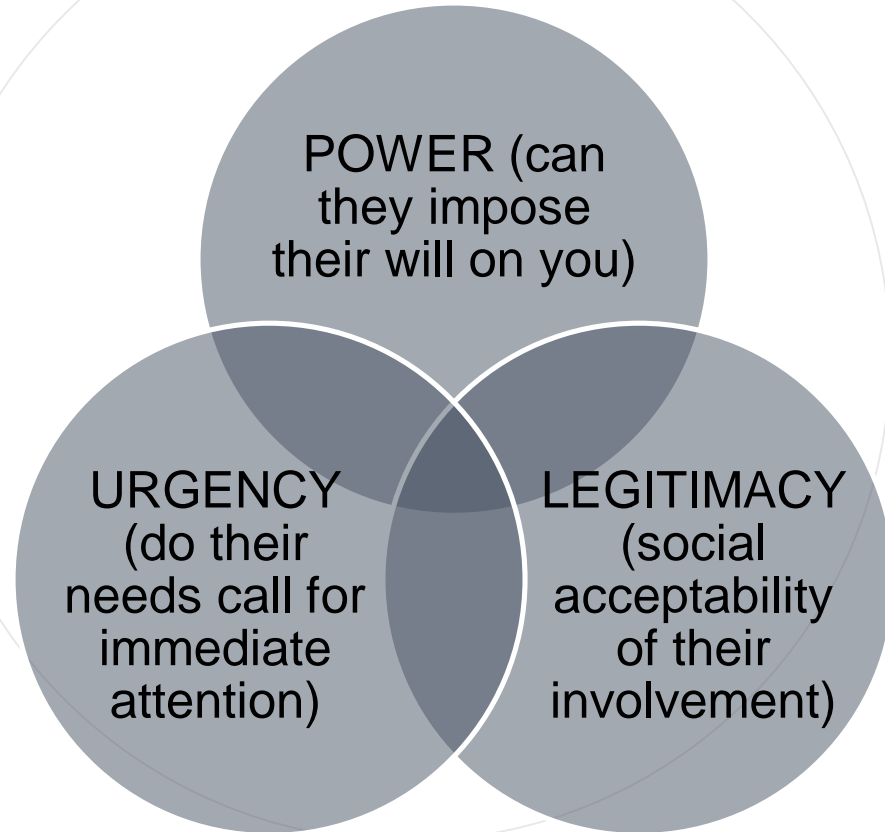 POWER (can
they impose
their will on you)
URGENCY
(do their
needs call for
immediate
attention)
LEGITIMACY
(social
acceptability
of their
involvement)